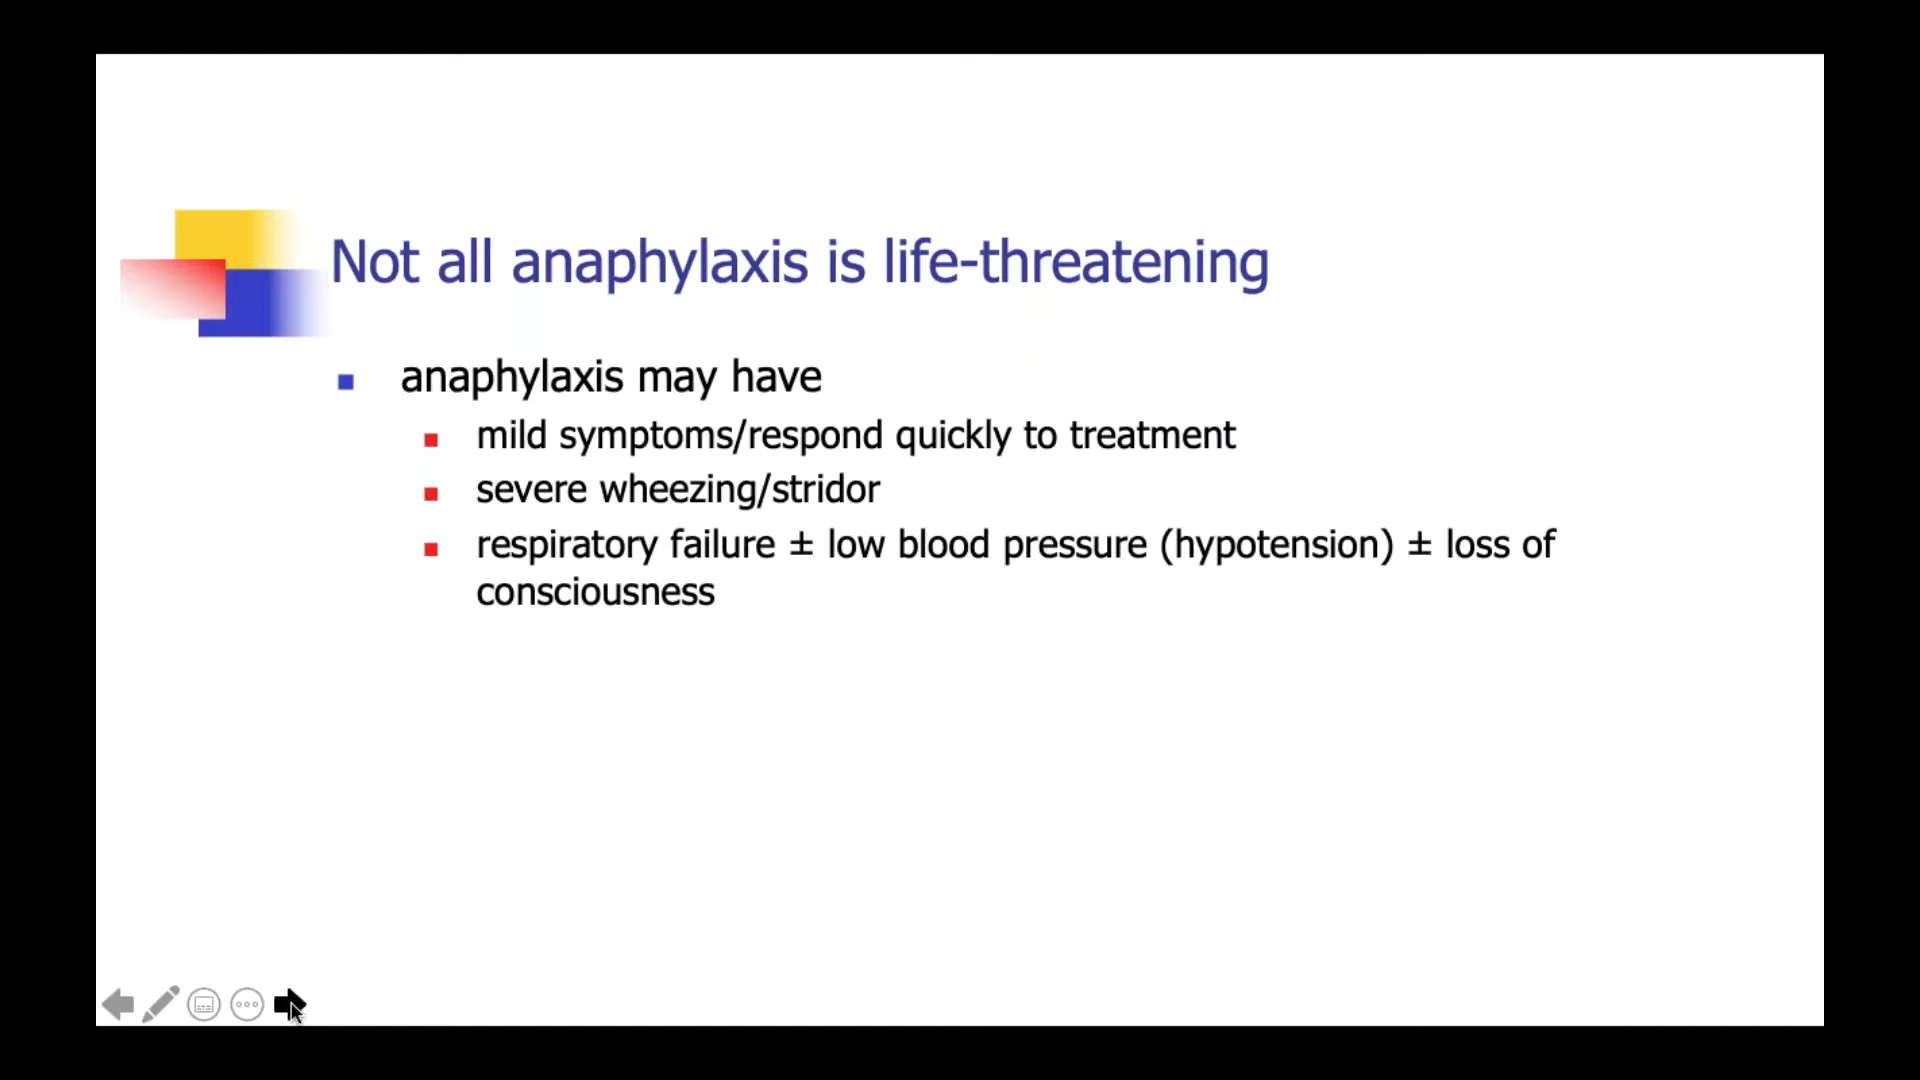 Not all anaphylaxis is life-threatening
anaphylaxis may have
mild symptoms/respond quickly to treatment
severe wheezing/stridor
respiratory failure ± low blood pressure (hypotension) ± loss of
consciousness